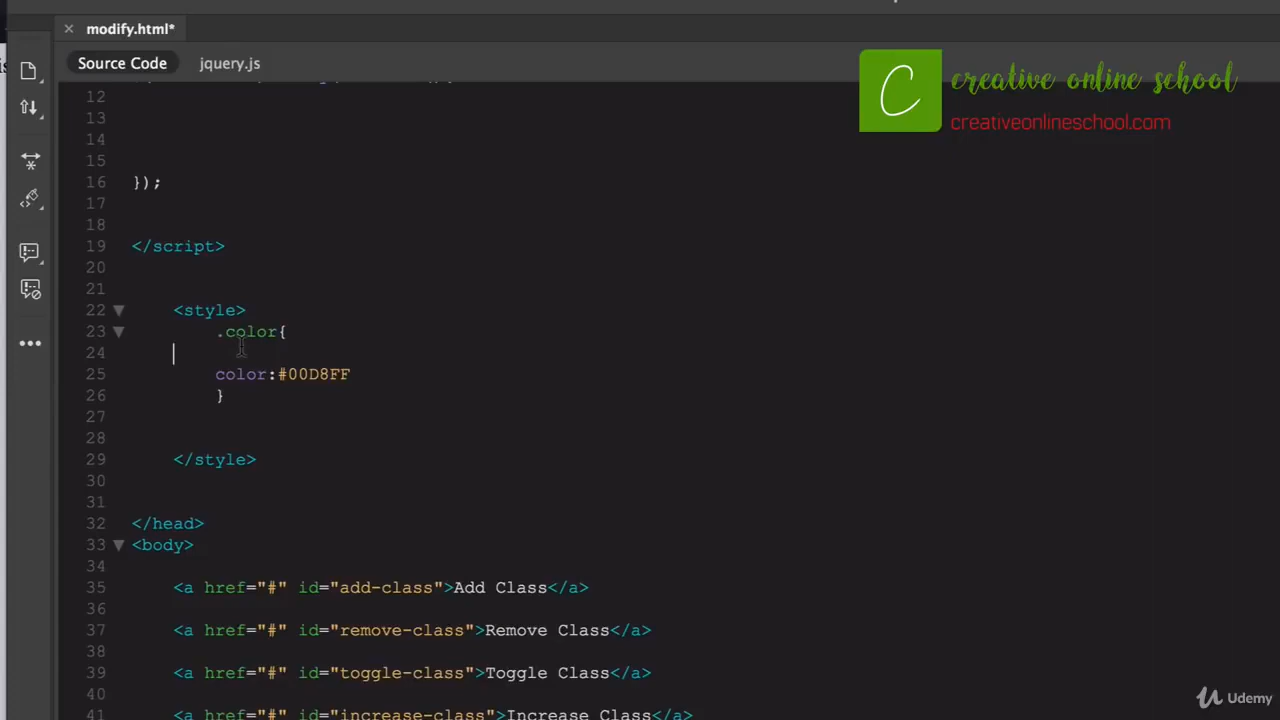 modify.html*
Source Code jquery.js
creative online school
creativeonlineschool.com
C
12
13
14
15
16 });
17
18
19 </script>
20
21
22 <style>
23 .color{
24
25 color:#00D8FF
26 }
27
28
29 </style>
30
31
32 </head>
33 <body>
34
35 <a href="#" id="add-class">Add Class</a>
36
37 <a href="#" id="remove-class">Remove Class</a>
38
39 <a href="#" id="toggle-class">Toggle Class</a>
40
41 <a href="#" id="increase-class">Increase Class</a>
Udemy